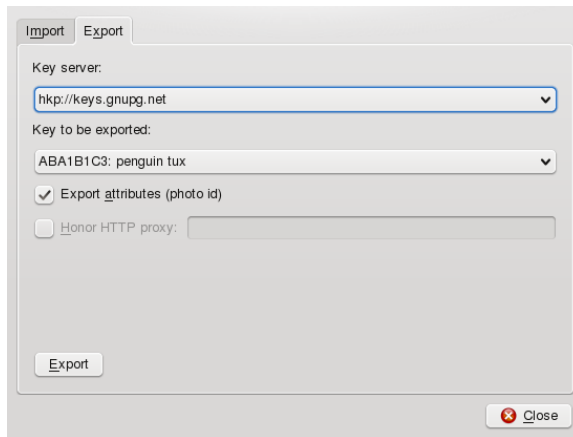 Import Export
Key server:
hkp://keys.gnupg.net
Key to be exported:
ABA1B1C3: penguin tux
Export attributes (photo id)
Honor HTTP proxy:
Export
Close